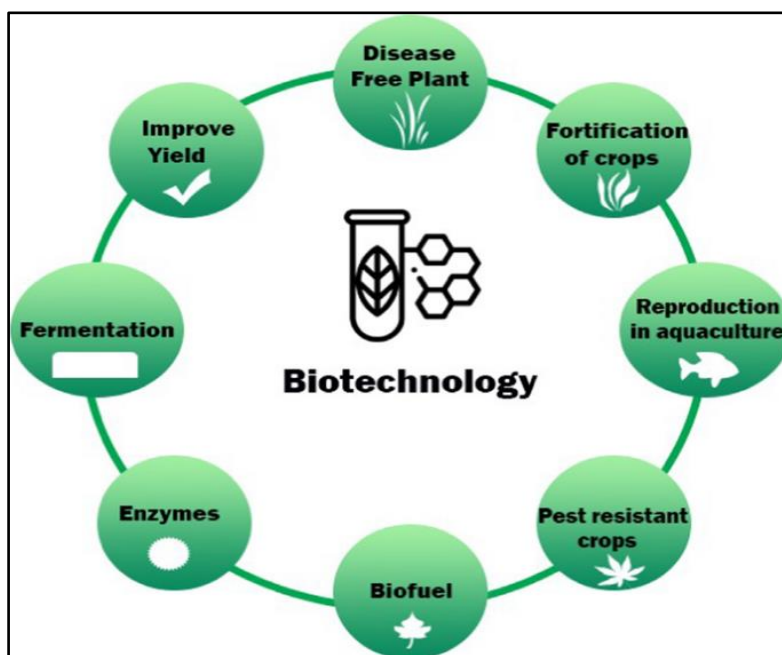 Disease
Free Plant
Fortification
of crops
Reproduction
in aquaculture
Pest resistant
crops
Biofuel
Enzymes
Fermentation
Improve
Yield
Biotechnology